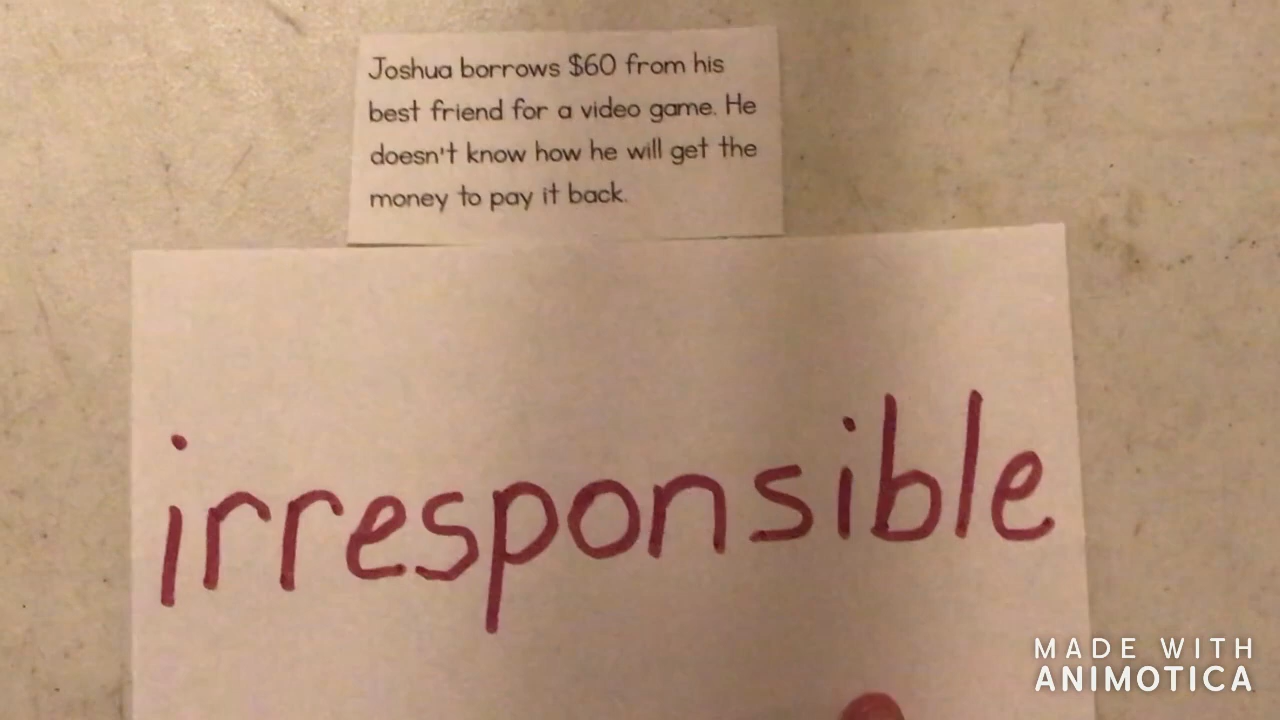 Joshua borrows $60 from his
best friend for a video game. He
doesn't know how he will get the
money to pay it back.
irresponsible
MADE WITH
ANIMOTICA